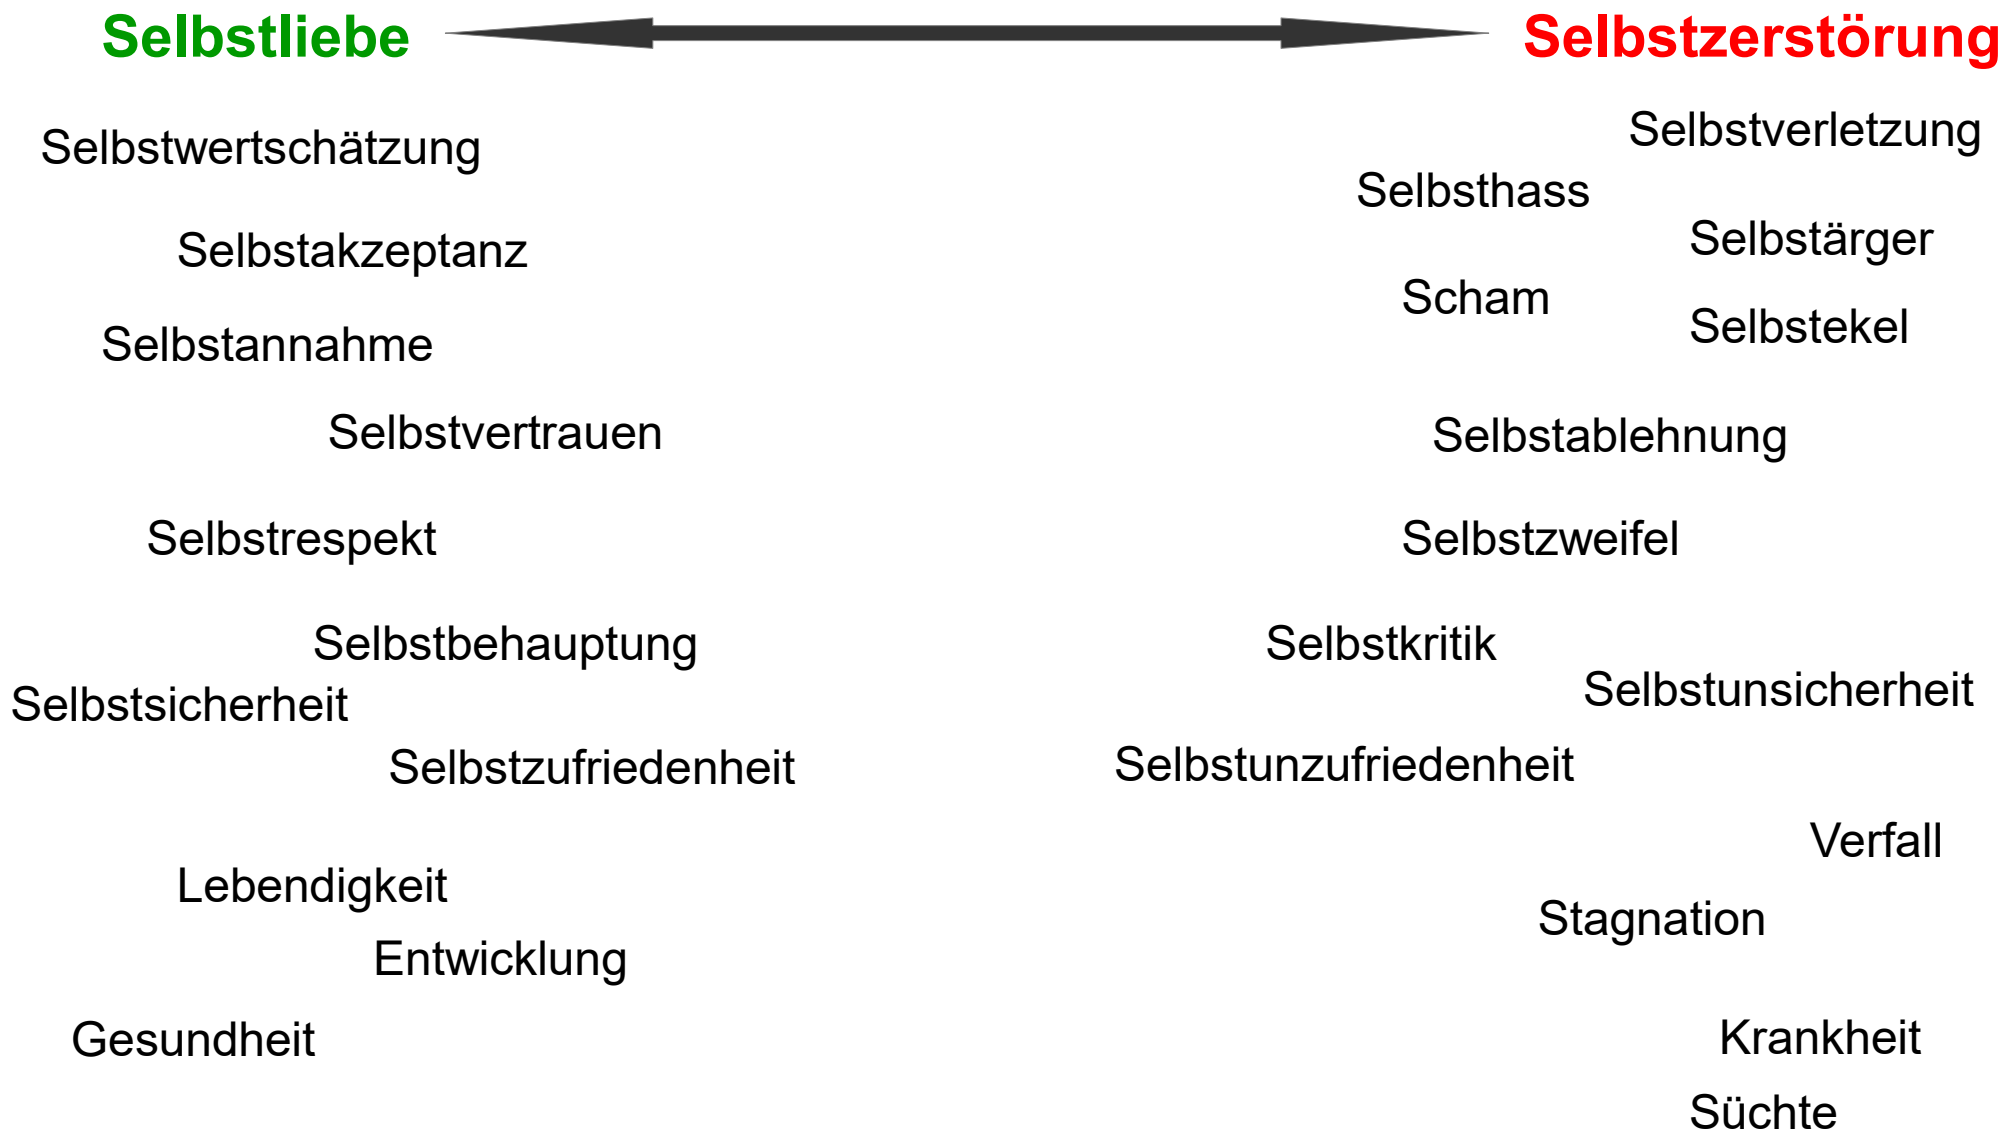 Selbstliebe
Selbstzerstörung
Selbstwertschätzung
Selbstakzeptanz
Selbstannahme
Selbstvertrauen
Selbstrespekt
Selbstbehauptung
Selbstsicherheit
Selbstzufriedenheit
Lebendigkeit
Entwicklung
Gesundheit
Selbstverletzung
Selbsthass
Selbstärger
Scham
Selbstekel
Selbstablehnung
Selbstzweifel
Selbstkritik
Selbstunsicherheit
Selbstunzufriedenheit
Verfall
Stagnation
Krankheit
Süchte